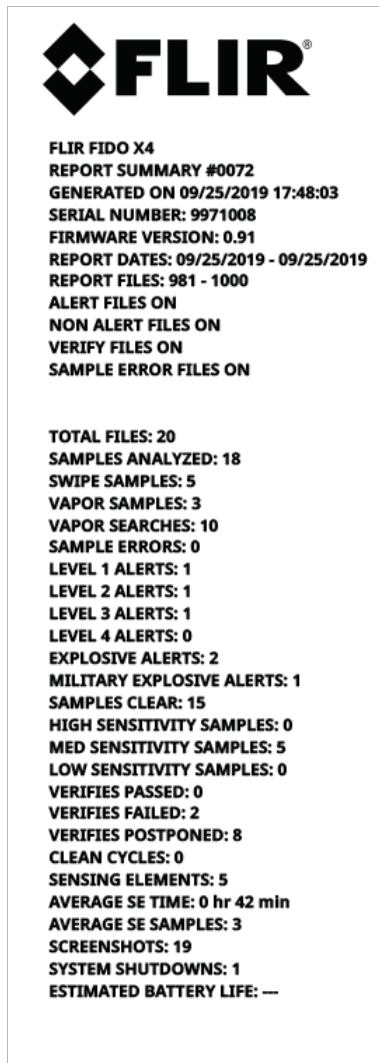 FLIR®
FLIR FIDO X4
REPORT SUMMARY #0072
GENERATED ON 09/25/2019 17:48:03
SERIAL NUMBER: 9971008
FIRMWARE VERSION: 0.91
REPORT DATES: 09/25/2019 - 09/25/2019
REPORT FILES: 981 - 1000
ALERT FILES ON
NON ALERT FILES ON
VERIFY FILES ON
SAMPLE ERROR FILES ON
TOTAL FILES: 20
SAMPLES ANALYZED: 18
SWIPE SAMPLES: 5
VAPOR SAMPLES: 3
VAPOR SEARCHES: 10
SAMPLE ERRORS: 0
LEVEL 1 ALERTS: 1
LEVEL 2 ALERTS: 1
LEVEL 3 ALERTS: 1
LEVEL 4 ALERTS: 0
EXPLOSIVE ALERTS: 2
MILITARY EXPLOSIVE ALERTS: 1
SAMPLES CLEAR: 15
HIGH SENSITIVITY SAMPLES: 0
MED SENSITIVITY SAMPLES: 5
LOW SENSITIVITY SAMPLES: 0
VERIFIES PASSED: 0
VERIFIES FAILED: 2
VERIFIES POSTPONED: 8
CLEAN CYCLES: 0
SENSING ELEMENTS: 5
AVERAGE SE TIME: 0 hr 42 min
AVERAGE SE SAMPLES: 3
SCREENSHOTS: 19
SYSTEM SHUTDOWNS: 1
ESTIMATED BATTERY LIFE: ---